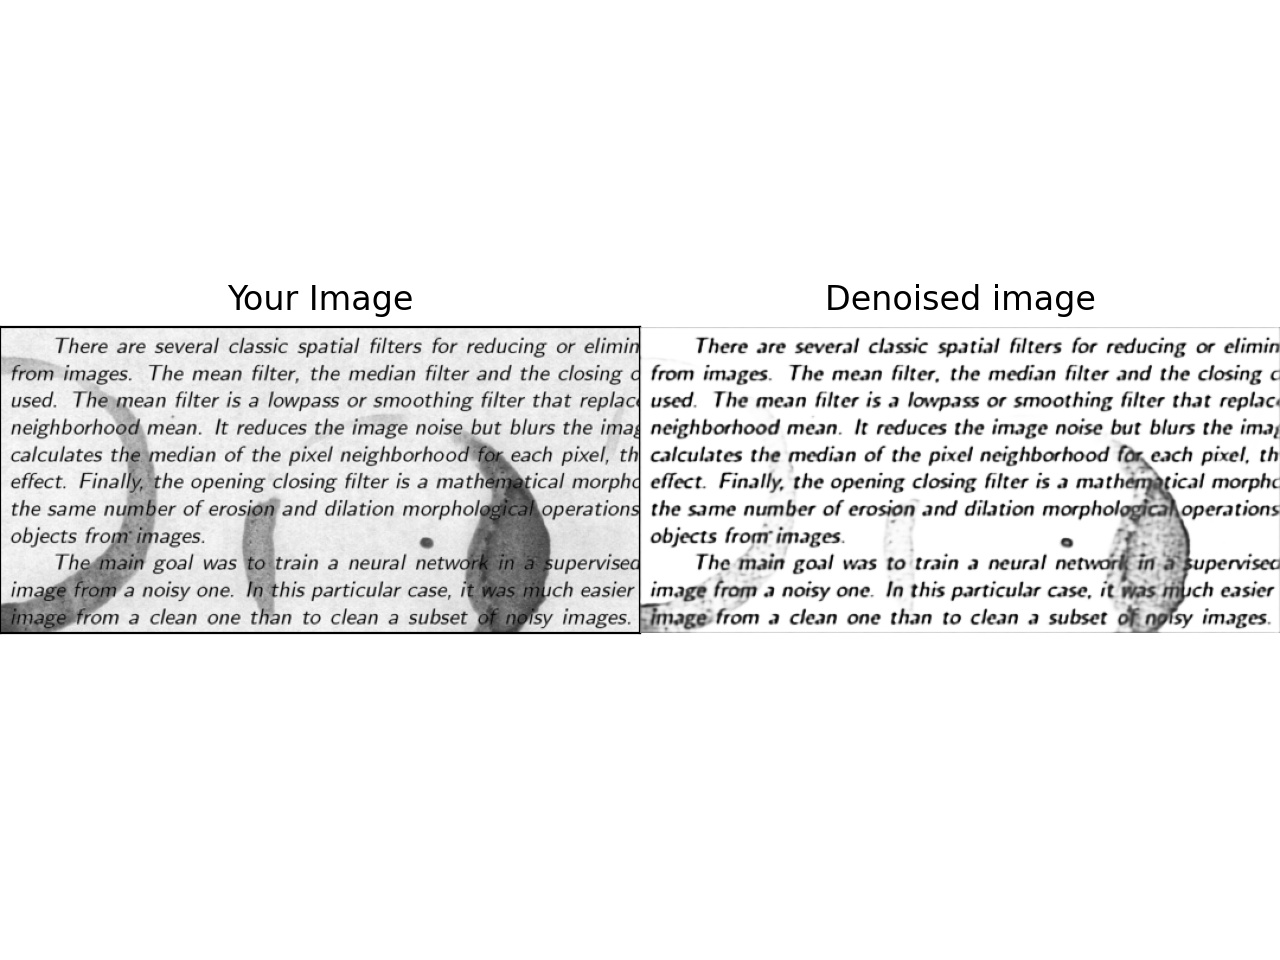 Your Image
There are several classic spatial filters for reducing or elimin
from images. The mean filter, the median filter and the closing
used. The mean filter is a lowpass or smoothing filter that replac
neighborhood mean. It reduces the image noise but blurs the imag
calculates the median of the pixel neighborhood for each pixel, th
effect. Finally, the opening closing filter is a mathematical morpho
the same number of erosion and dilation morphological operations
objects from images.
The main goal was to train a neural network in a supervised
image from a noisy one. In this particular case, it was much easier
image from a clean one than to clean a subset of noisy images.
Denoised image
There are several classic spatial filters for reducing or elimin
from images. The mean filter, the median filter and the closing
used. The mean filter is a lowpass or smoothing filter that replac
neighborhood mean. It reduces the image noise but blurs the imag
calculates the median of the pixel neighborhood for each pixel, th
effect. Finally, the opening closing filter is a mathematical morpho
the same number of erosion and dilation morphological operations
objects from images.
The main goal was to train a neural network in a supervised
image from a noisy one. In this particular case, it was much easier
image from a clean one than to clean a subset of noisy images.